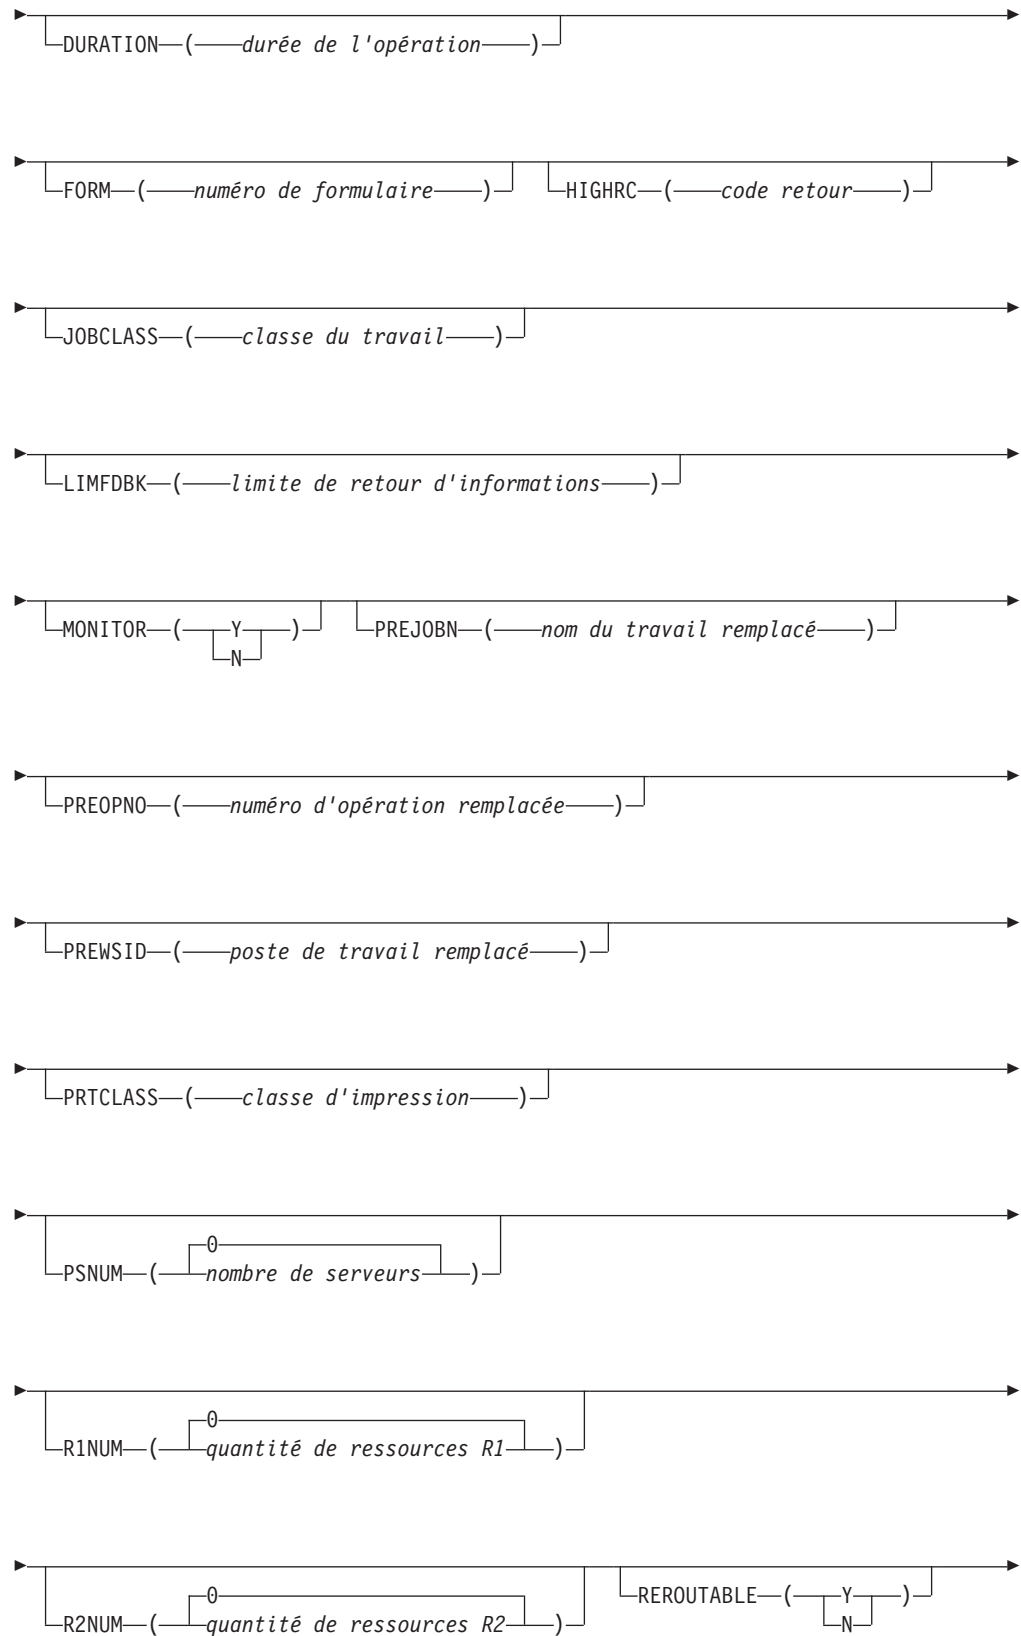 DURATION ( durée de l'opération )
FORM ( numéro de formulaire ) HIGHRC ( code retour )
JOBCLASS ( classe du travail )
LIMFDBK ( limite de retour d'informations )
MONITOR ( Y ) PREJOBN ( nom du travail remplacé )
N
PREOPNO ( numéro d'opération remplacée )
PREWSID ( poste de travail remplacé )
PRTCLASS ( classe d'impression )
0
PSNUM ( nombre de serveurs )
0
R1NUM ( quantité de ressources R1 )
0 REROUTABLE ( Y )
R2NUM ( quantité de ressources R2 ) N